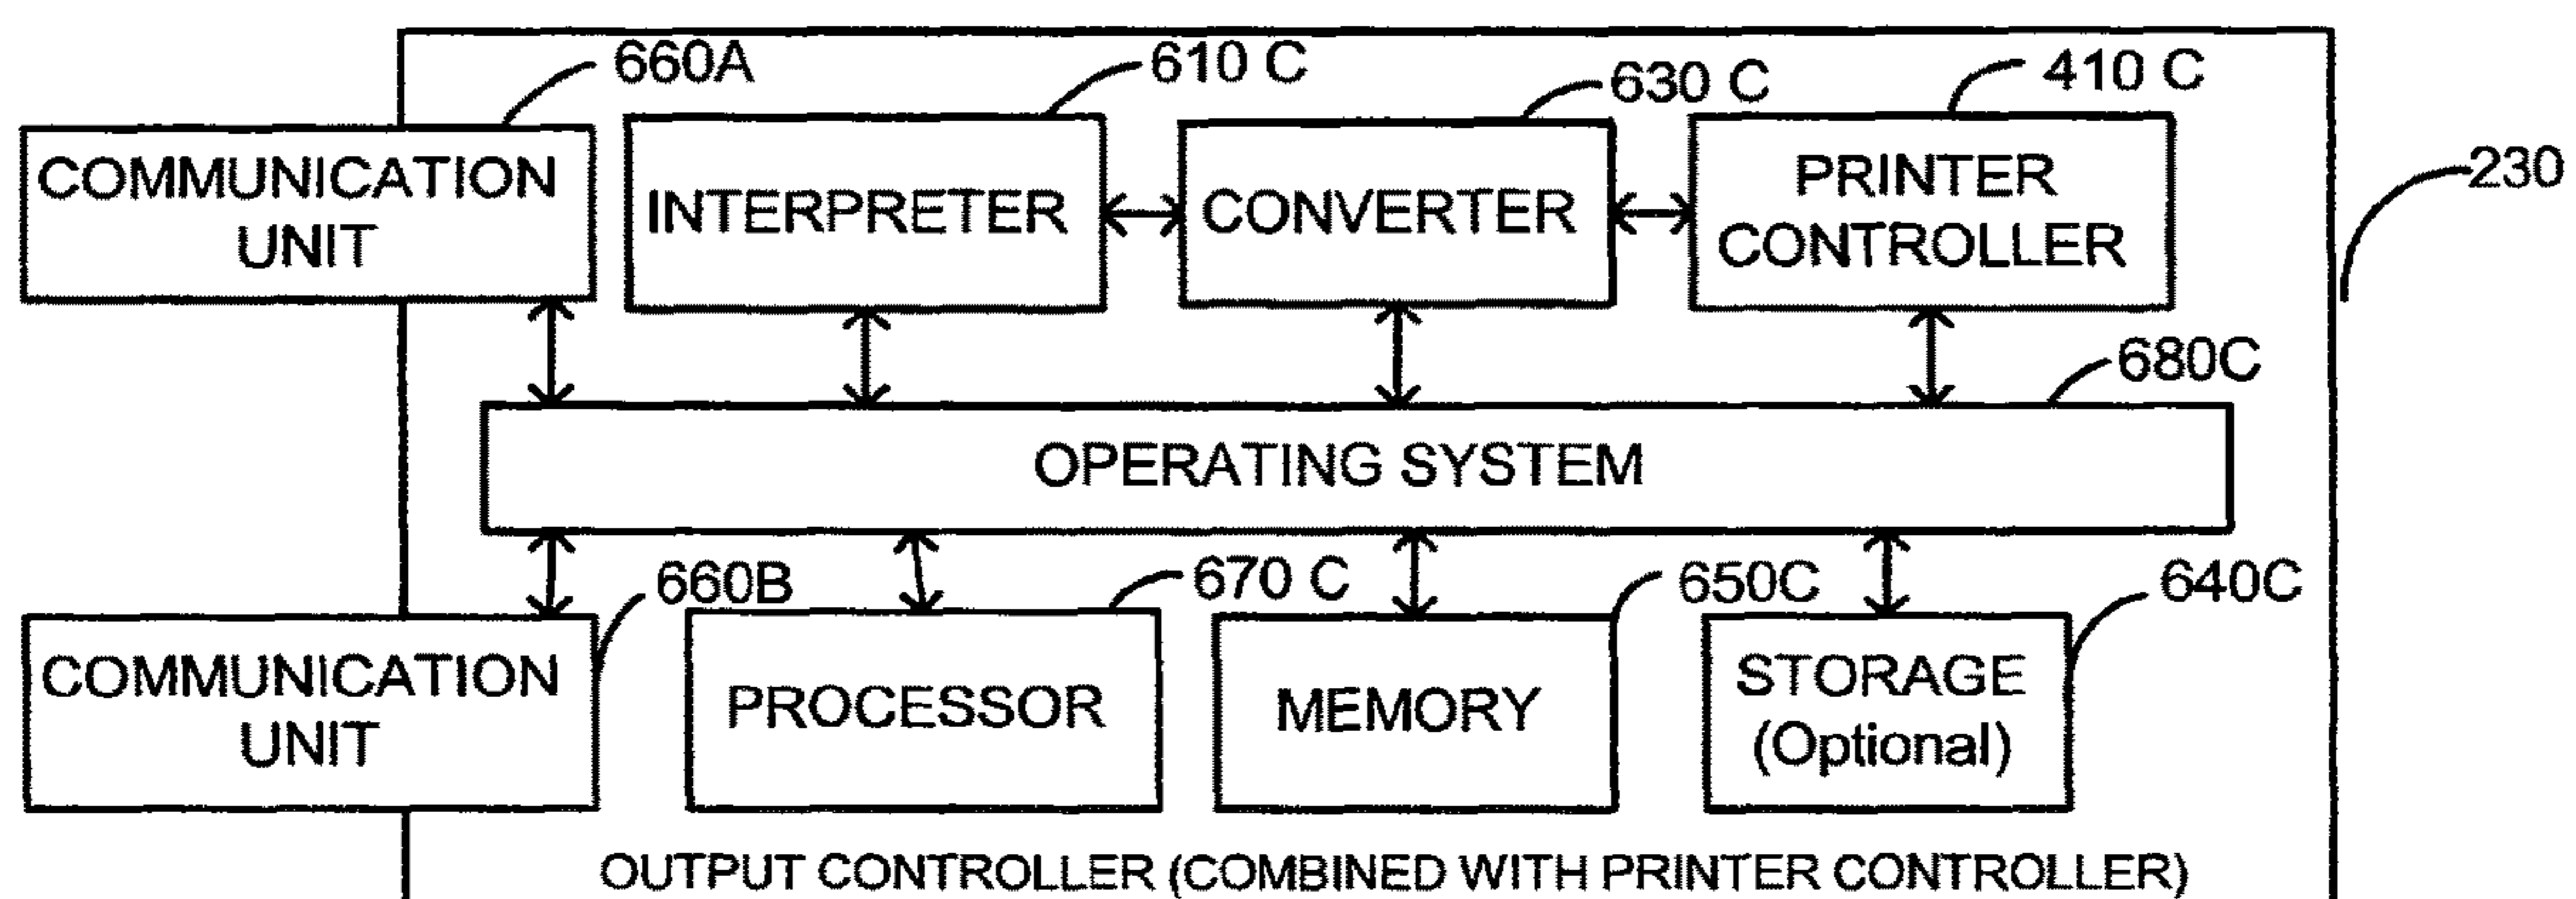 660A
610 C
630 C
410 C
230
COMMUNICATION
UNIT
INTERPRETER
CONVERTER
PRINTER
CONTROLLER
680C
OPERATING SYSTEM
660B
670 C
650C
640C
COMMUNICATION
UNIT
PROCESSOR
MEMORY
STORAGE
(Optional)
OUTPUT CONTROLLER (COMBINED WITH PRINTER CONTROLLER)